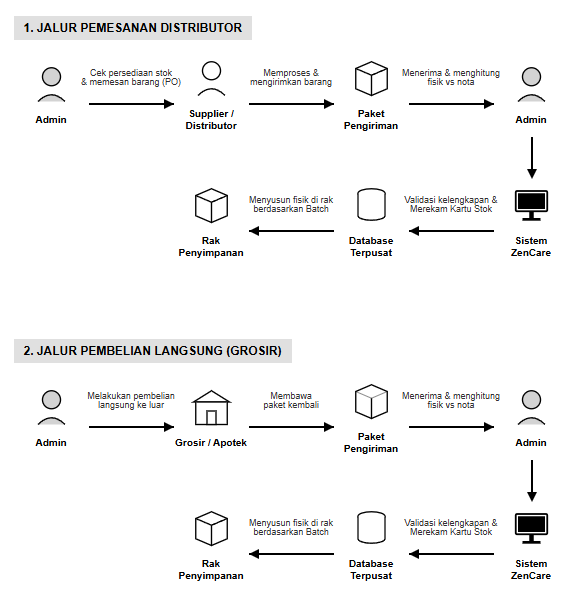 1. JALUR PEMESANAN DISTRIBUTOR
Cek persediaan stok
& memesan barang (PO)
Memproses &
mengirimkan barang
Menerima & menghitung
fisik vs nota
Admin
Supplier /
Distributor
Paket
Pengiriman
Admin
Menyusun fisik di rak
berdasarkan Batch
Validasi kelengkapan &
Merekam Kartu Stok
Rak
Penyimpanan
Database
Terpusat
Sistem
ZenCare
2. JALUR PEMBELIAN LANGSUNG (GROSIR)
Melakukan pembelian
langsung ke luar
Membawa
paket kembali
Menerima & menghitung
fisik vs nota
Admin
Grosir / Apotek
Paket
Pengiriman
Admin
Menyusun fisik di rak
berdasarkan Batch
Validasi kelengkapan &
Merekam Kartu Stok
Rak
Penyimpanan
Database
Terpusat
Sistem
ZenCare